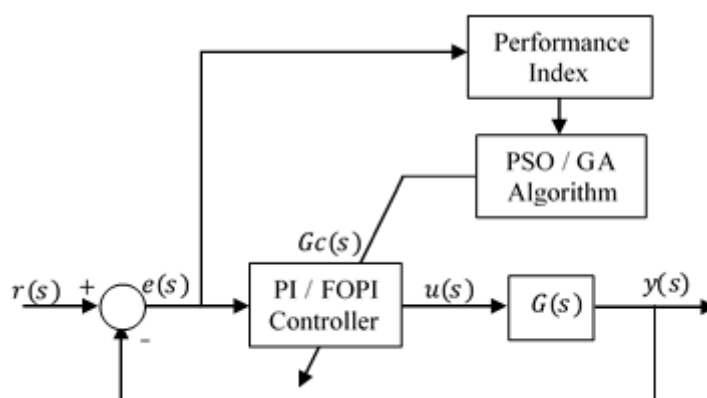 Performance
Index
PSO / GA
Algorithm
Gc(s)
r(s)
+
e(s)
-
PI / FOPI
Controller
u(s)
G(s)
y(s)